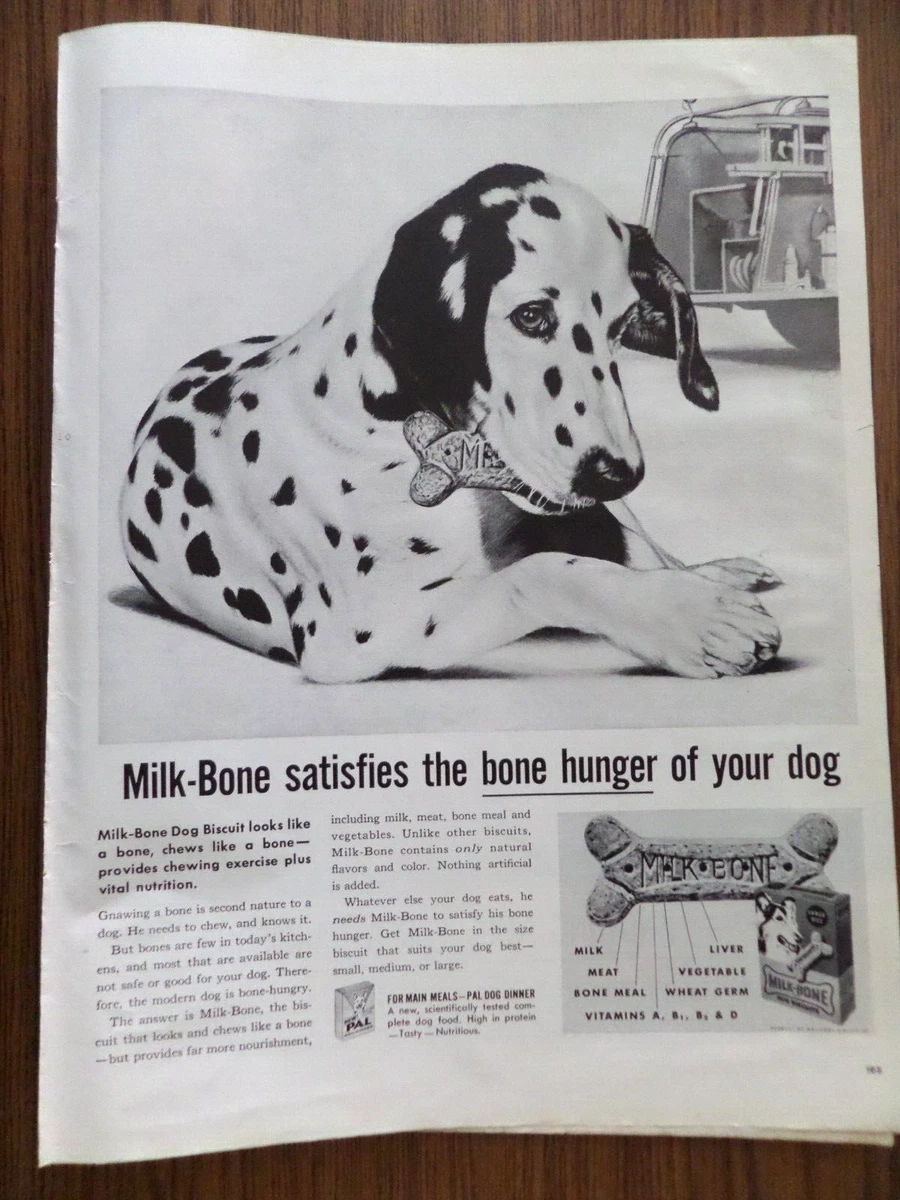 MI
Milk-Bone satisfies the bone hunger of your dog
Milk-Bone Dog Biscuit looks like
a bone, chews like a bone—
provides chewing exercise plus
vital nutrition.
Gnawing a bone is second nature to a
dog. He needs to chew, and knows it.
But bones are few in today's kitch-
ens, and most that are available are
not safe or good for your dog. There-
fore, the modern dog is bone-hungry.
The answer is Milk-Bone, the bis-
cuit that looks and chews like a bone
—but provides far more nourishment,
including milk, meat, bone meal and
vegetables. Unlike other biscuits,
Milk-Bone contains only natural
flavors and color. Nothing artificial
is added.
Whatever else your dog eats, he
needs Milk-Bone to satisfy his bone
hunger. Get Milk-Bone in the size
biscuit that suits your dog best—
small, medium, or large.
PAL
FOR MAIN MEALS—PAL DOG DINNER
A new, scientifically tested com-
plete dog food. High in protein
—Tasty — Nutritious.
MILK•BONE
MILK
MEAT
BONE MEAL
VITAMINS A, B₁, B₂ & D
LIVER
VEGETABLE
WHEAT GERM
MILK-BONE